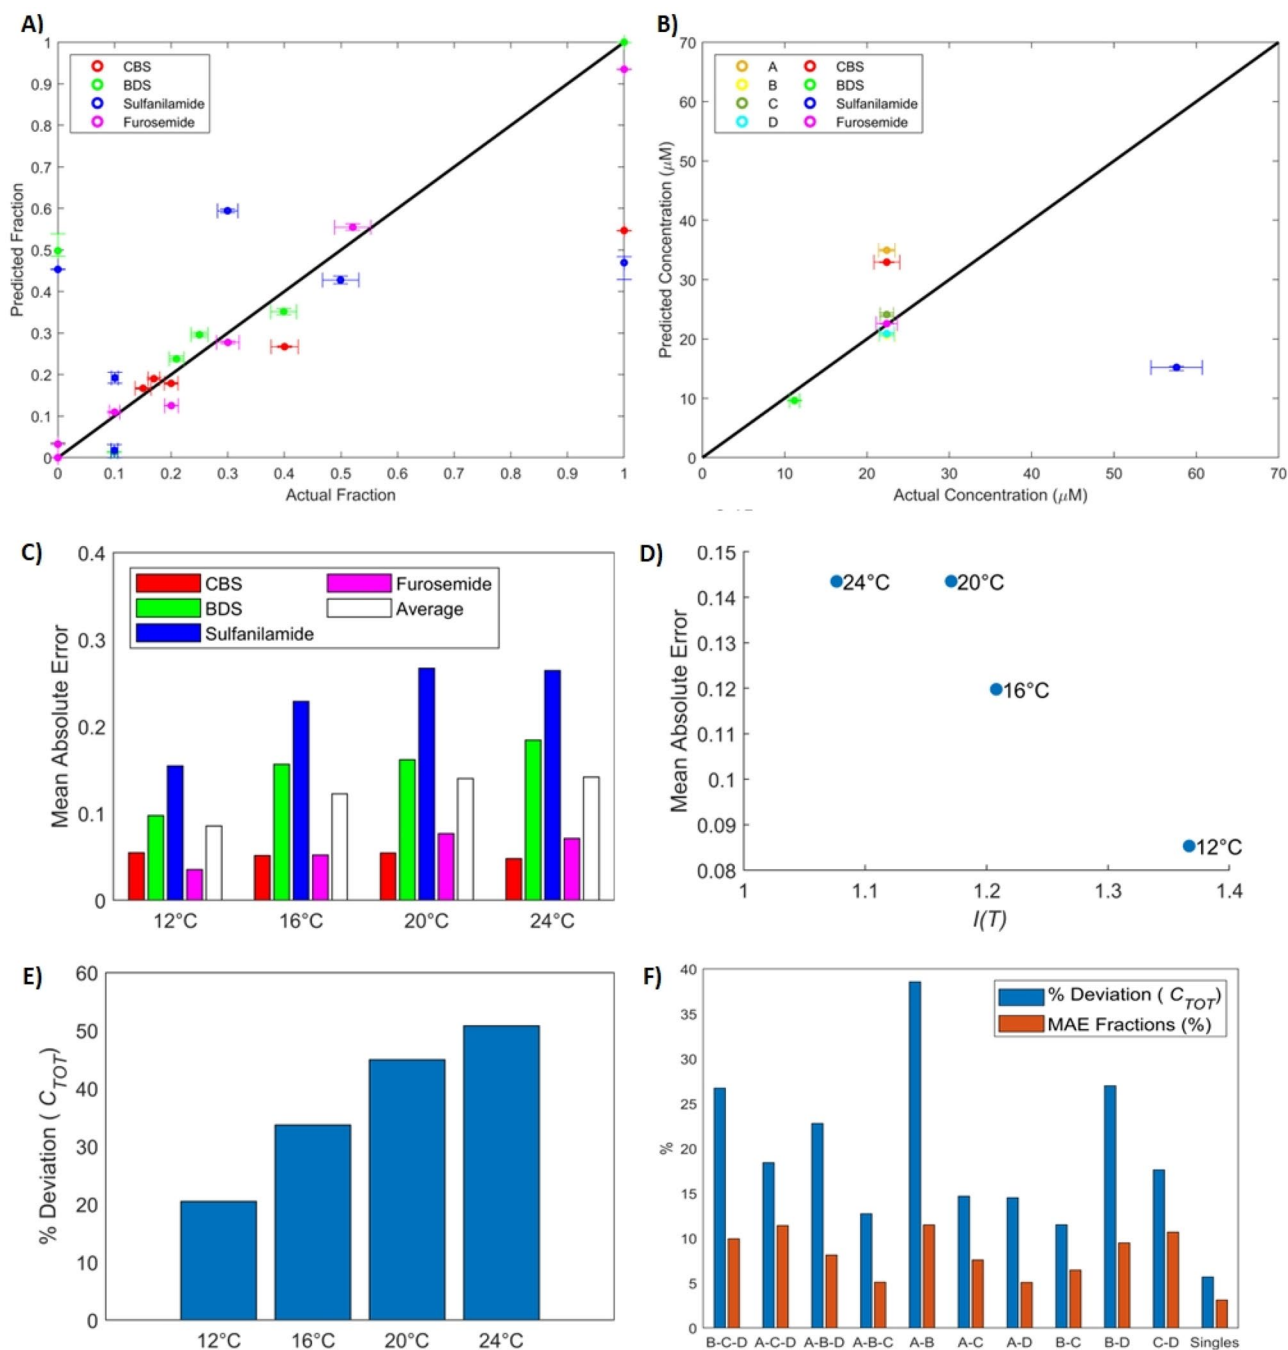 A)
1
0.9
0.8
0.7
0.6
0.5
0.4
0.3
0.2
0.1
0
Predicted Fraction
CBS
BDS
Sulfanilamide
Furosemide
0 0.1 0.2 0.3 0.4 0.5 0.6 0.7 0.8 0.9 1
Actual Fraction
B)
70
60
50
40
30
20
10
0
Predicted Concentration (μM)
A CBS
B BDS
C Sulfanilamide
D Furosemide
0 10 20 30 40 50 60 70
Actual Concentration (μM)
C)
0.4
0.3
0.2
0.1
0
Mean Absolute Error
CBS Furosemide
BDS Average
Sulfanilamide
12°C 16°C 20°C 24°C
D)
0.15
0.14
0.13
0.12
0.11
0.1
0.09
0.08
Mean Absolute Error
24°C 20°C
16°C
12°C
1 1.1 1.2 1.3 1.4
I(T)
E)
60
50
40
30
20
10
0
% Deviation ( C_TOT)
12°C 16°C 20°C 24°C
F)
40
35
30
25
20
15
10
5
0
%
% Deviation ( C_TOT)
MAE Fractions (%)
B-C-D A-C-D A-B-D A-B-C A-B A-C A-D B-C B-D C-D Singles